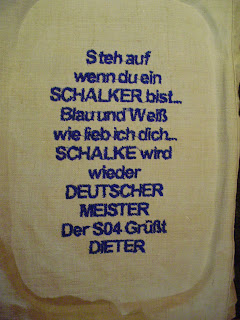 Steh auf
wenn du ein
SCHALKER bist...
Blau und Weiß
wie lieb ich dich...
SCHALKE wird
wieder
DEUTSCHER
MEISTER
Der S04 Grüßt
DIETER